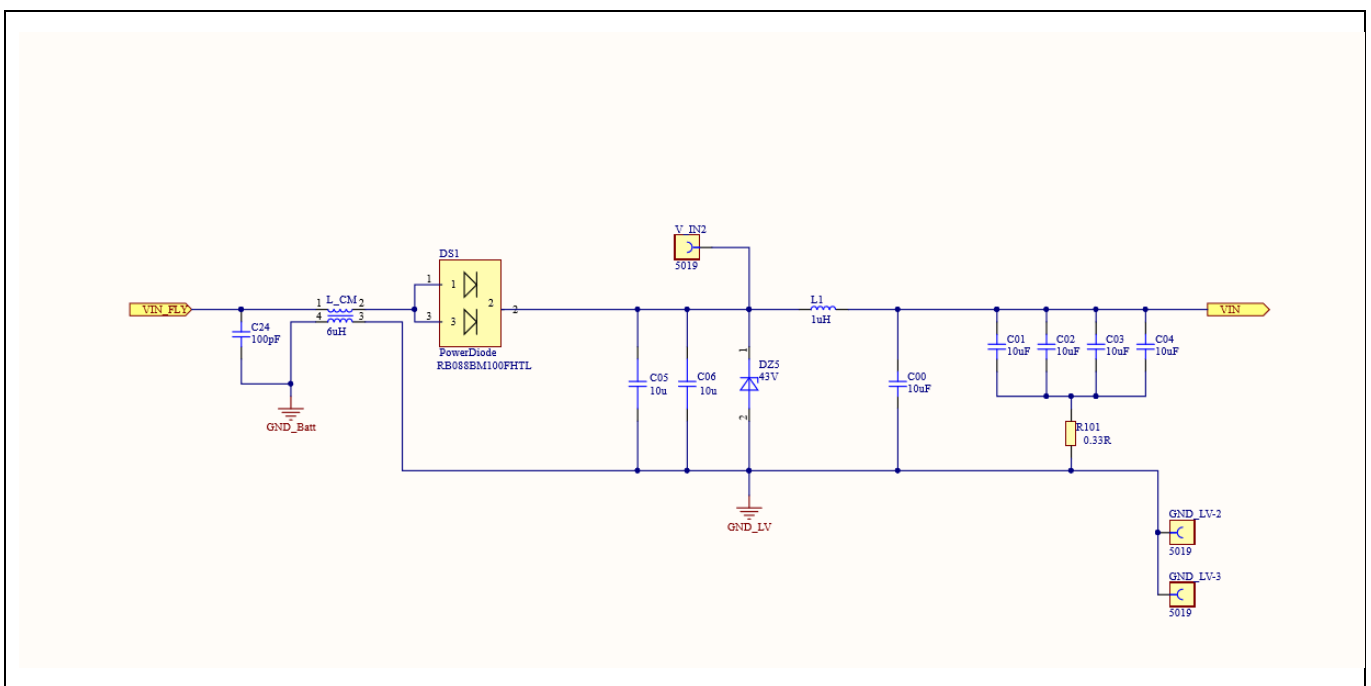 V_IN2
5019
DS1
1
1
2
2
3
3
PowerDiode
RB088BM100FHTL
VIN_FLY
C24
100pF
1
L_CM
2
4
3
6uH
GND_Batt
C05
10u
C06
10u
1
DZ5
43V
2
GND_LV
L1
1uH
C00
10uF
C01
10uF
C02
10uF
C03
10uF
C04
10uF
R101
0.33R
VIN
GND_LV-2
5019
GND_LV-3
5019